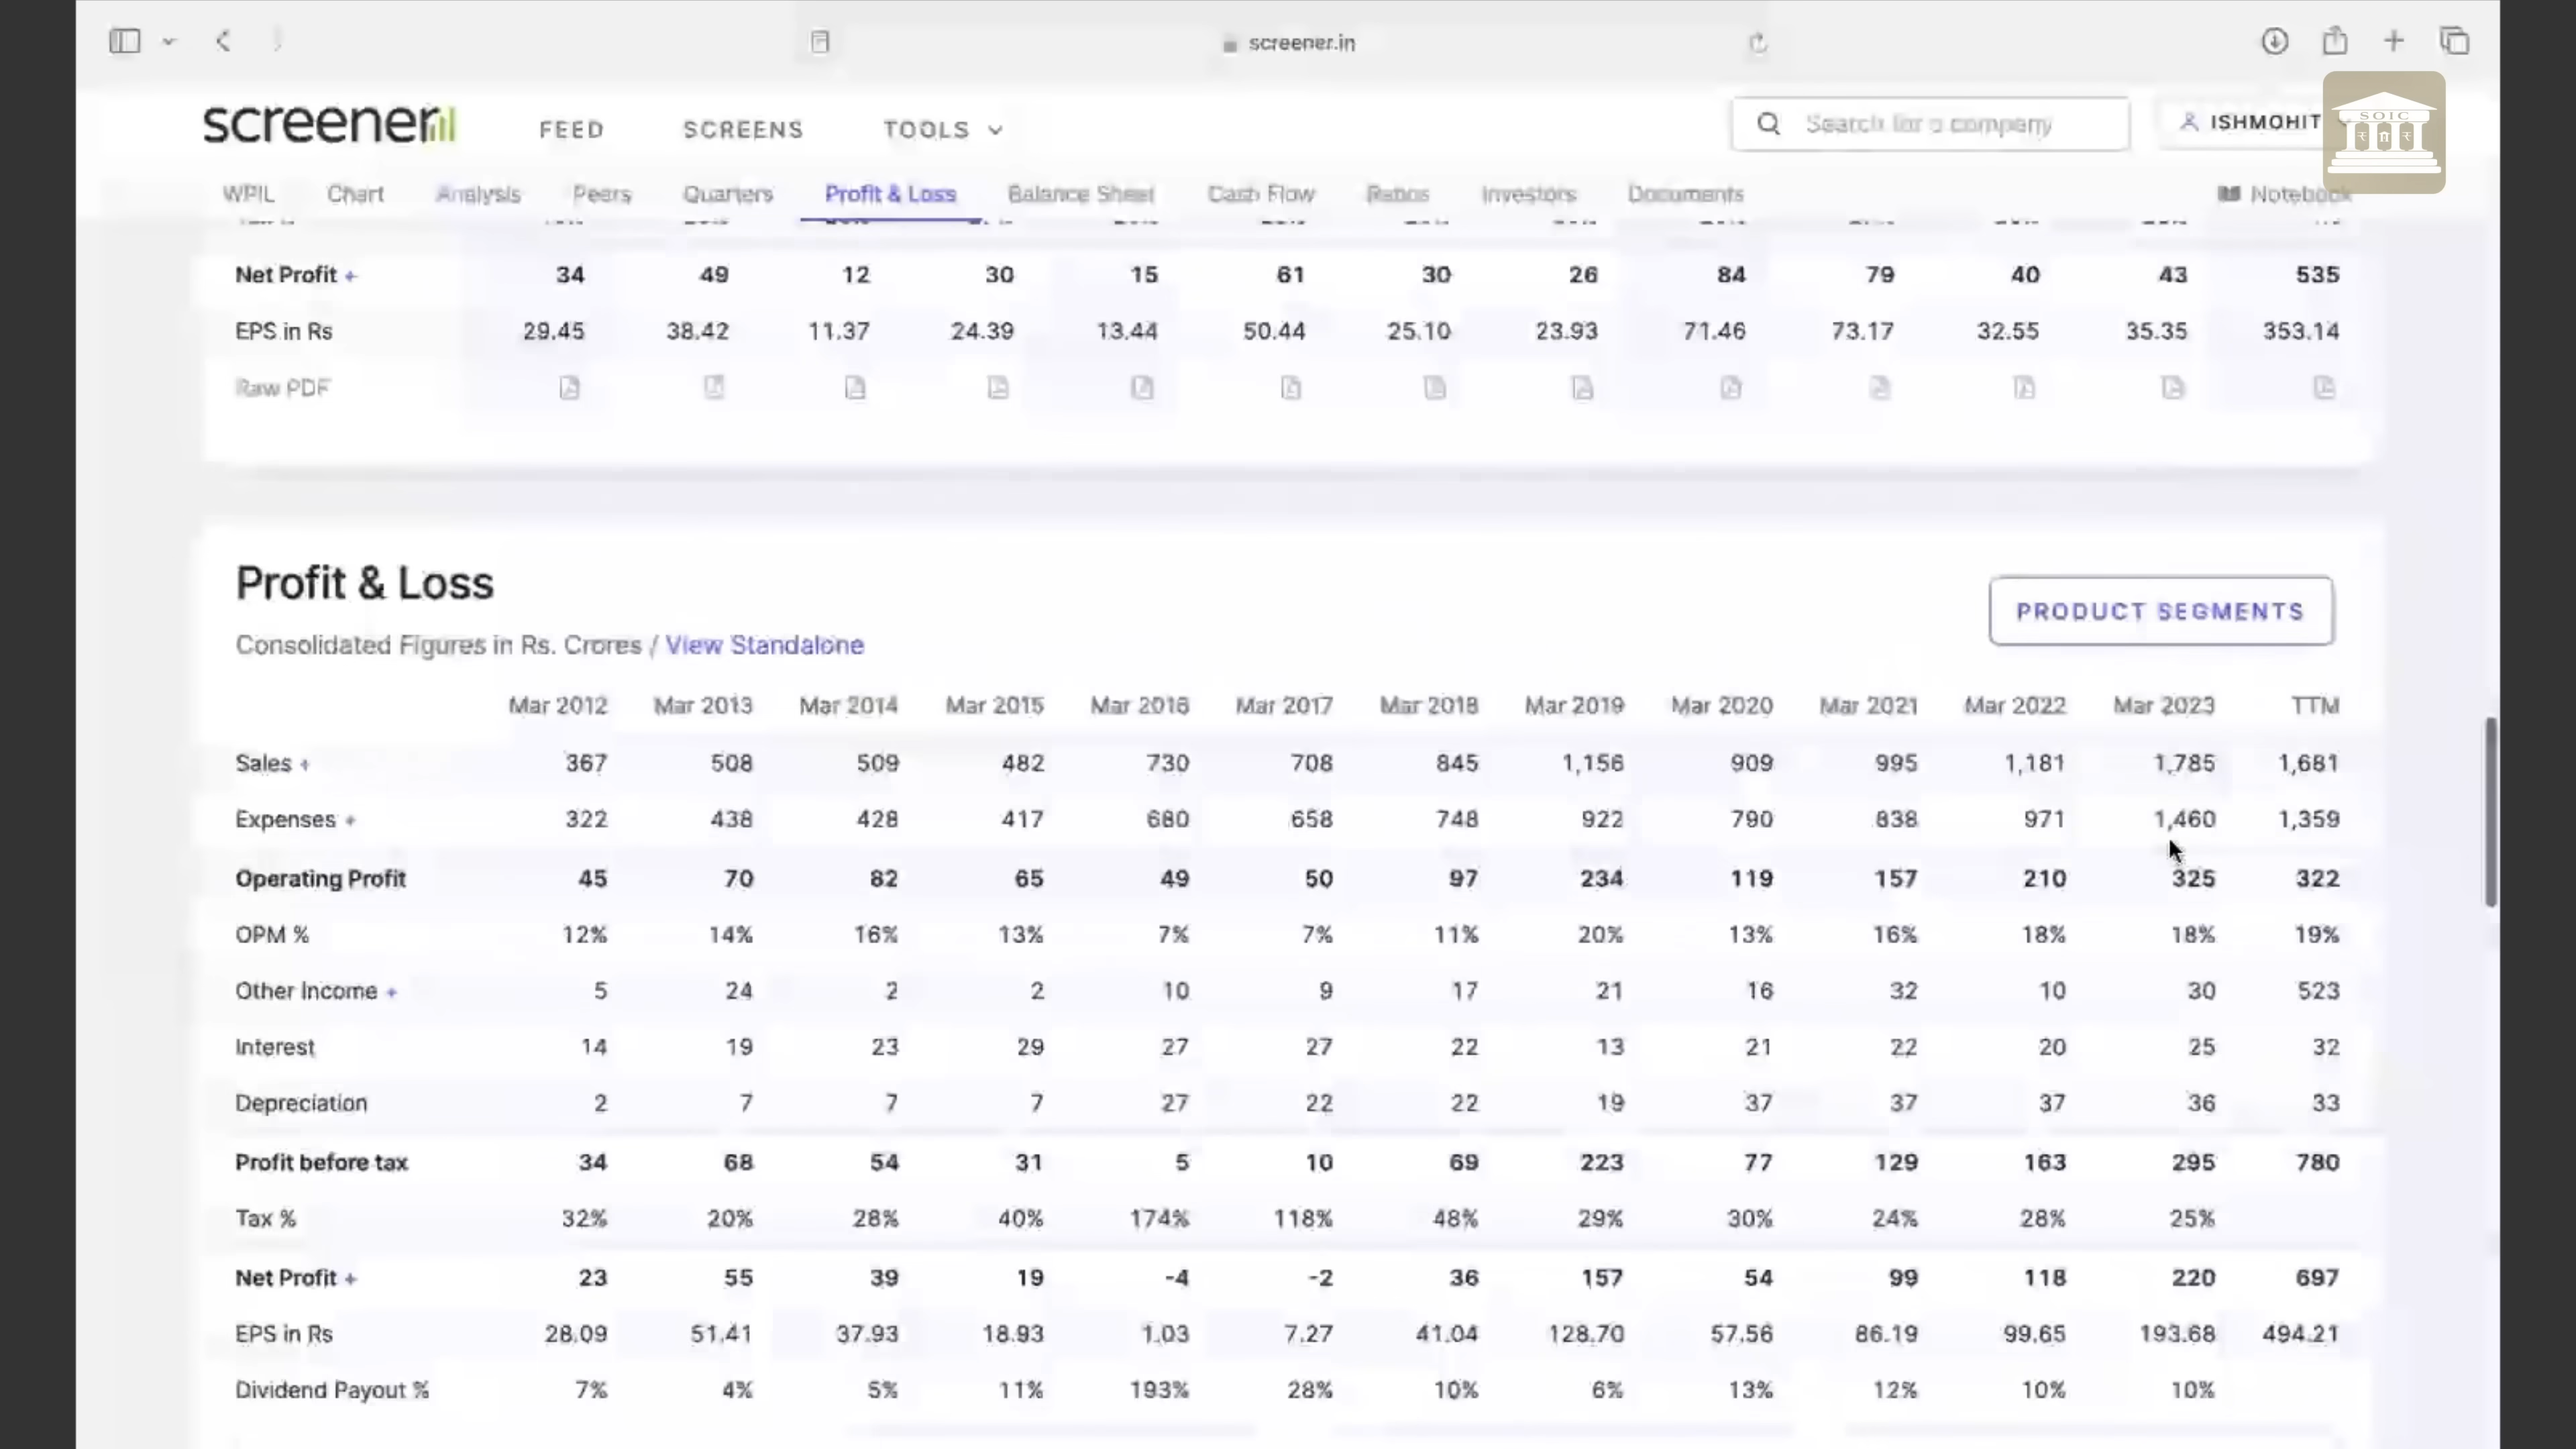 screener.in
screener FEED SCREENS TOOLS Search for a company ISHMOHIT
SOIC
WPIL Chart Analysis Peers Quarters Profit & Loss Balance Sheet Cash Flow Ratios Investors Documents Notebook
Net Profit + 34 49 12 30 15 61 30 26 84 79 40 43 535
EPS in Rs 29.45 38.42 11.37 24.39 13.44 50.44 25.10 23.93 71.46 73.17 32.55 35.35 353.14
Raw PDF
Profit & Loss
PRODUCT SEGMENTS
Consolidated Figures in Rs. Crores / View Standalone
Mar 2012 Mar 2013 Mar 2014 Mar 2015 Mar 2016 Mar 2017 Mar 2018 Mar 2019 Mar 2020 Mar 2021 Mar 2022 Mar 2023 TTM
Sales + 367 508 509 482 730 708 845 1,156 909 995 1,181 1,785 1,681
Expenses + 322 438 428 417 680 658 748 922 790 838 971 1,460 1,359
Operating Profit 45 70 82 65 49 50 97 234 119 157 210 325 322
OPM % 12% 14% 16% 13% 7% 7% 11% 20% 13% 16% 18% 18% 19%
Other Income + 5 24 2 2 10 9 17 21 16 32 10 30 523
Interest 14 19 23 29 27 27 22 13 21 22 20 25 32
Depreciation 2 7 7 7 27 22 22 19 37 37 37 36 33
Profit before tax 34 68 54 31 5 10 69 223 77 129 163 295 780
Tax % 32% 20% 28% 40% 174% 118% 48% 29% 30% 24% 28% 25%
Net Profit + 23 55 39 19 -4 -2 36 157 54 99 118 220 697
EPS in Rs 28.09 51.41 37.93 18.93 1.03 7.27 41.04 128.70 57.56 86.19 99.65 193.68 494.21
Dividend Payout % 7% 4% 5% 11% 193% 28% 10% 6% 13% 12% 10% 10%